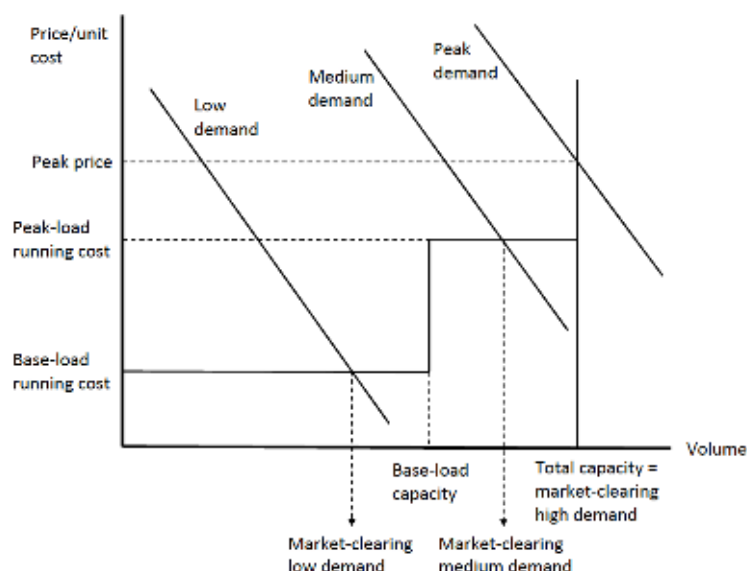 Price/unit
cost
Low
demand
Medium
demand
Peak
demand
Peak price
Peak-load
running cost
Base-load
running cost
Volume
Base-load
capacity
Total capacity =
market-clearing
high demand
Market-clearing
low demand
Market-clearing
medium demand